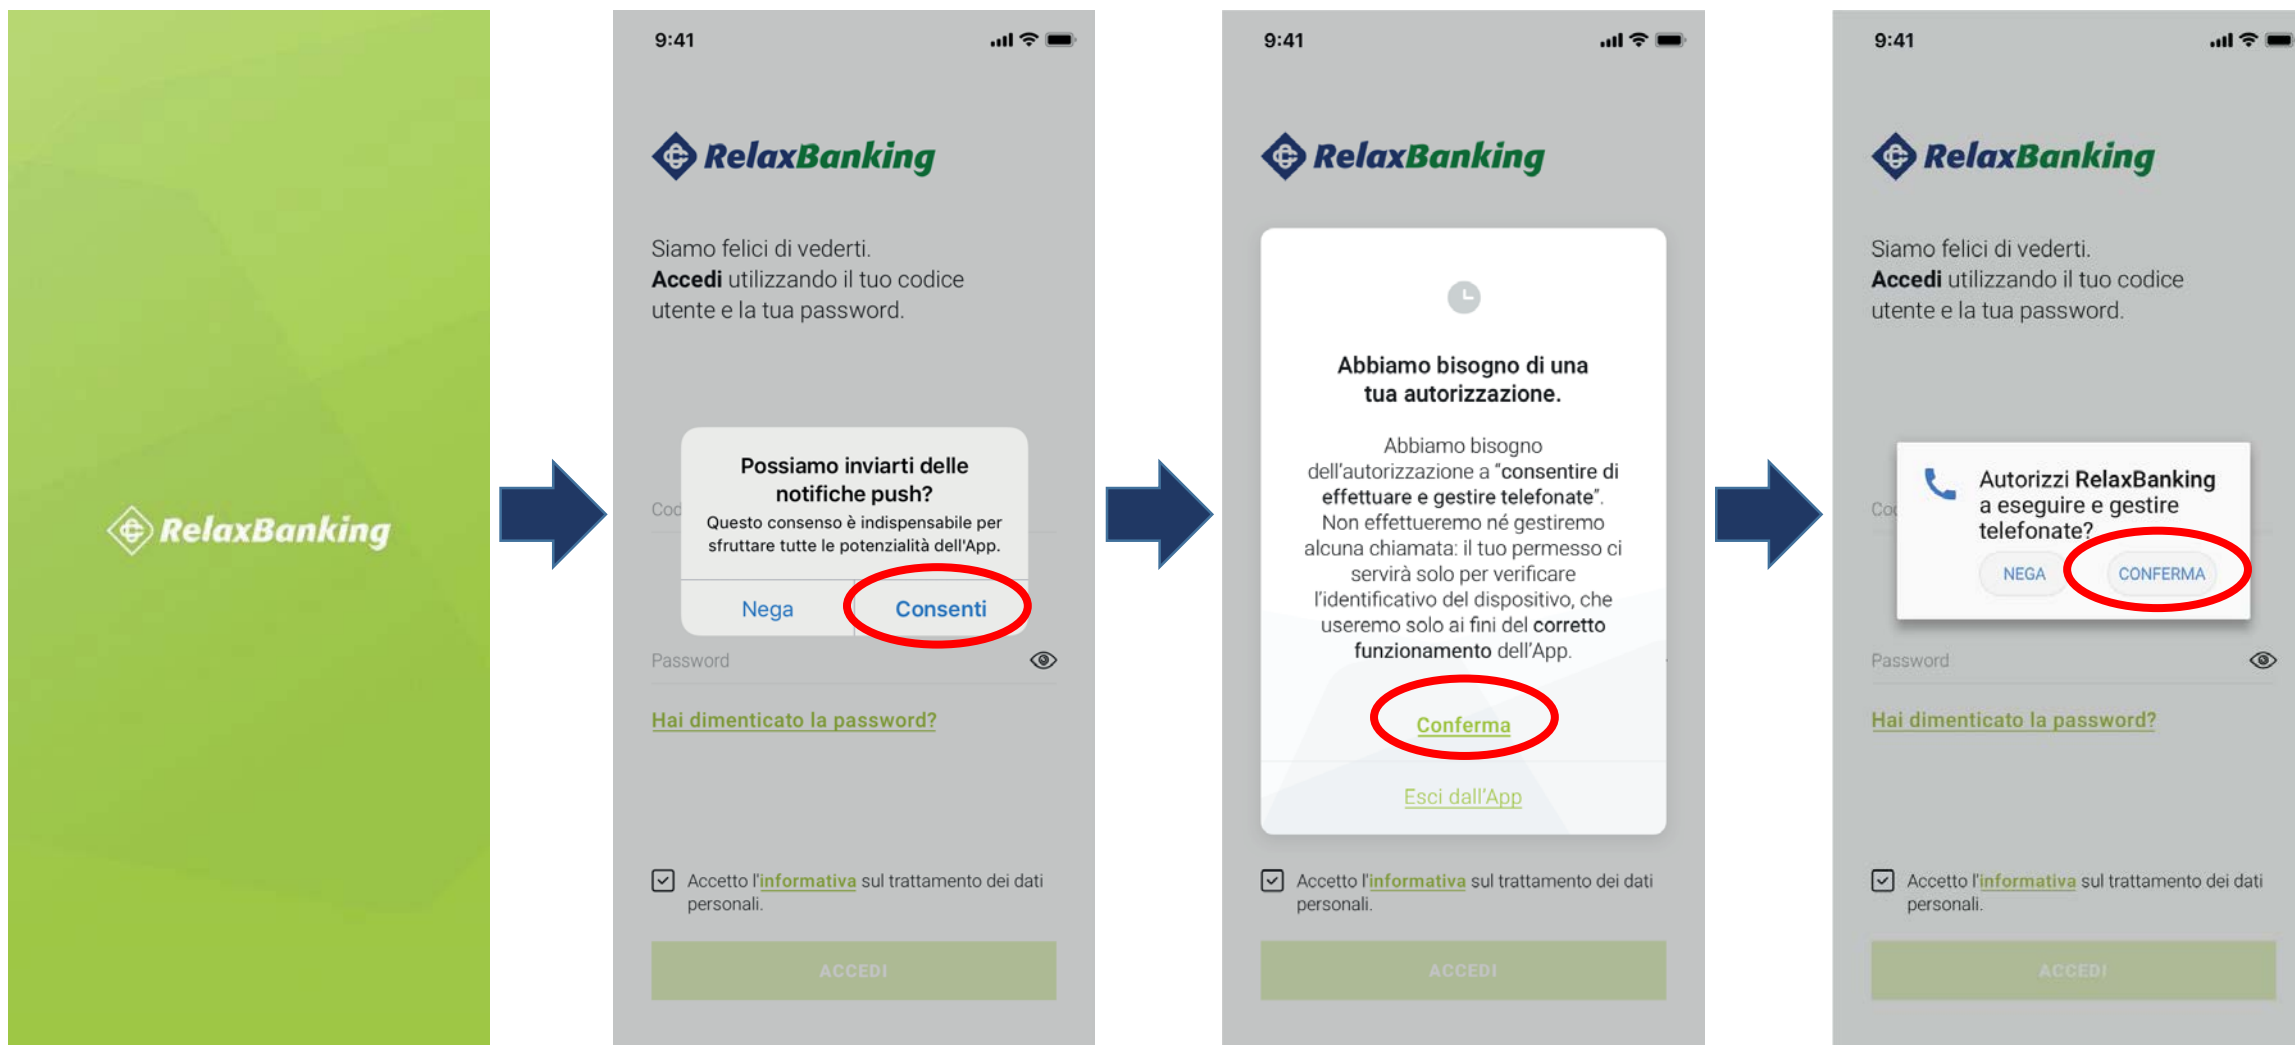 RelaxBanking
9:41
RelaxBanking
Siamo felici di vederti.
Accedi utilizzando il tuo codice
utente e la tua password.
Possiamo inviarti delle
notifiche push?
Questo consenso è indispensabile per
sfruttare tutte le potenzialità dell'App.
Nega
Consenti
Cod
Password
Hai dimenticato la password?
Accetto l'informativa sul trattamento dei dati
personali.
ACCEDI
9:41
RelaxBanking
Abbiamo bisogno di una
tua autorizzazione.
Abbiamo bisogno
dell'autorizzazione a "consentire di
effettuare e gestire telefonate".
Non effettueremo né gestiremo
alcuna chiamata: il tuo permesso ci
servirà solo per verificare
l'identificativo del dispositivo, che
useremo solo ai fini del corretto
funzionamento dell'App.
Conferma
Esci dall'App
Accetto l'informativa sul trattamento dei dati
personali.
ACCEDI
9:41
RelaxBanking
Siamo felici di vederti.
Accedi utilizzando il tuo codice
utente e la tua password.
Autorizzi RelaxBanking
a eseguire e gestire
telefonate?
NEGA
CONFERMA
Co
Password
Hai dimenticato la password?
Accetto l'informativa sul trattamento dei dati
personali.
ACCEDI